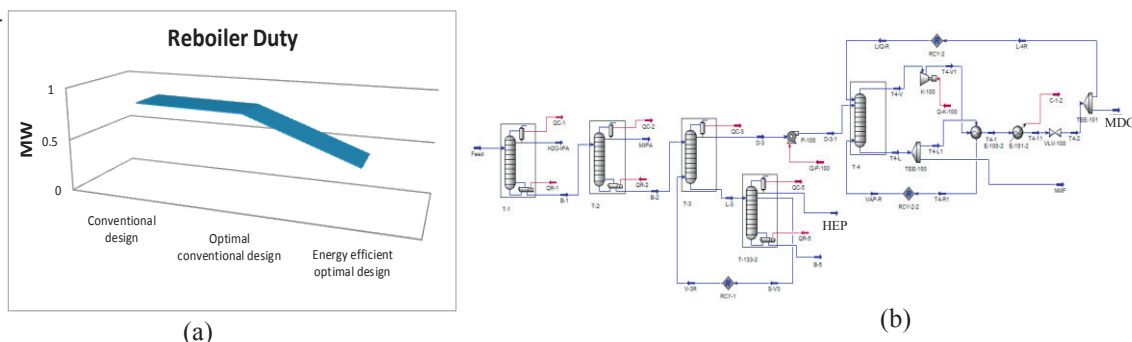 Reboiler Duty
1
0.5
0
MW
Conventional
design
Optimal
conventional design
Energy efficient
optimal design
(a)
Feed
T-1
QC-1
H2O-IPA
QR-1
B-1
T-2
QC-2
MIPA
QR-2
B-2
T-3
QC-3
D-3
P-100
Q-P-100
D-3-1
L-3
QC-5
HEP
QR-5
B-5
T-133-2
V-3R
RCY-1
S-V3
LIQ-R
RCY-2
L-4R
T-4
T4-V
K-100
T4-V1
Q-K-100
T4-L
TEE-100
T4-L1
T4-1
E-100-2
C-1-2
E-101-2
T4-11
VLV-100
T4-2
TEE-101
MDG
NMP
VAP-R
RCY-2-2
T4-R1
(b)